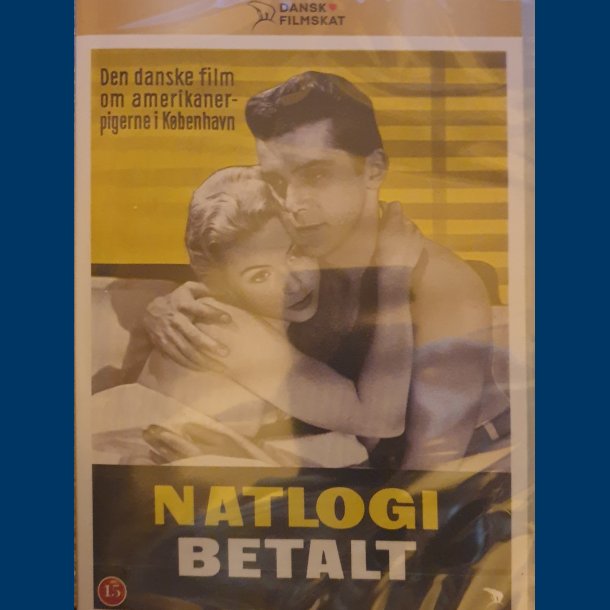 DANSK
FILMSKAT
Den danske film
om amerikaner-
pigerne i København
NATLOGI
BETALT
15